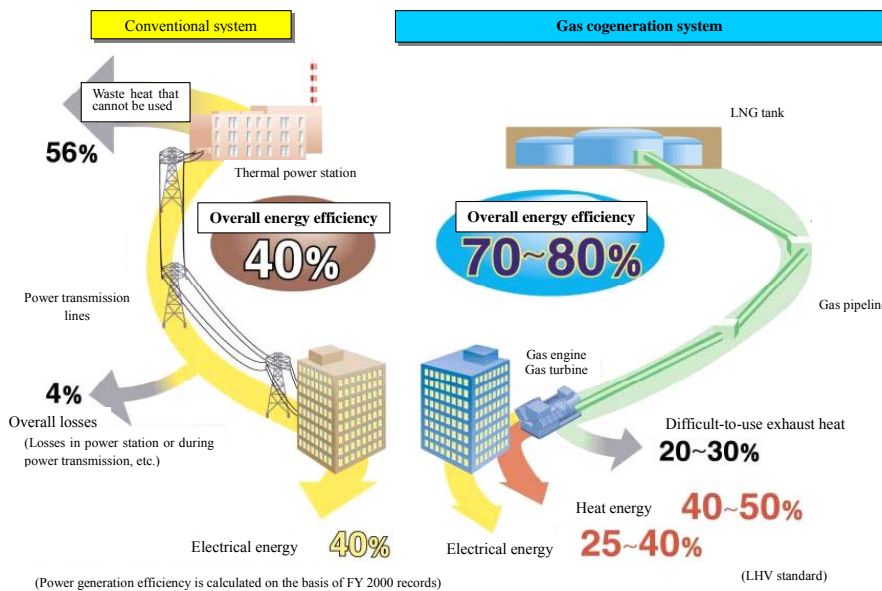 Conventional system
Gas cogeneration system
Waste heat that
cannot be used
56%
Thermal power station
LNG tank
Overall energy efficiency
40%
Overall energy efficiency
70~80%
Power transmission
lines
Gas pipeline
Gas engine
Gas turbine
4%
Overall losses
(Losses in power station or during
power transmission, etc.)
Difficult-to-use exhaust heat
20~30%
Heat energy 40~50%
Electrical energy 40%
Electrical energy 25~40%
(Power generation efficiency is calculated on the basis of FY 2000 records)
(LHV standard)